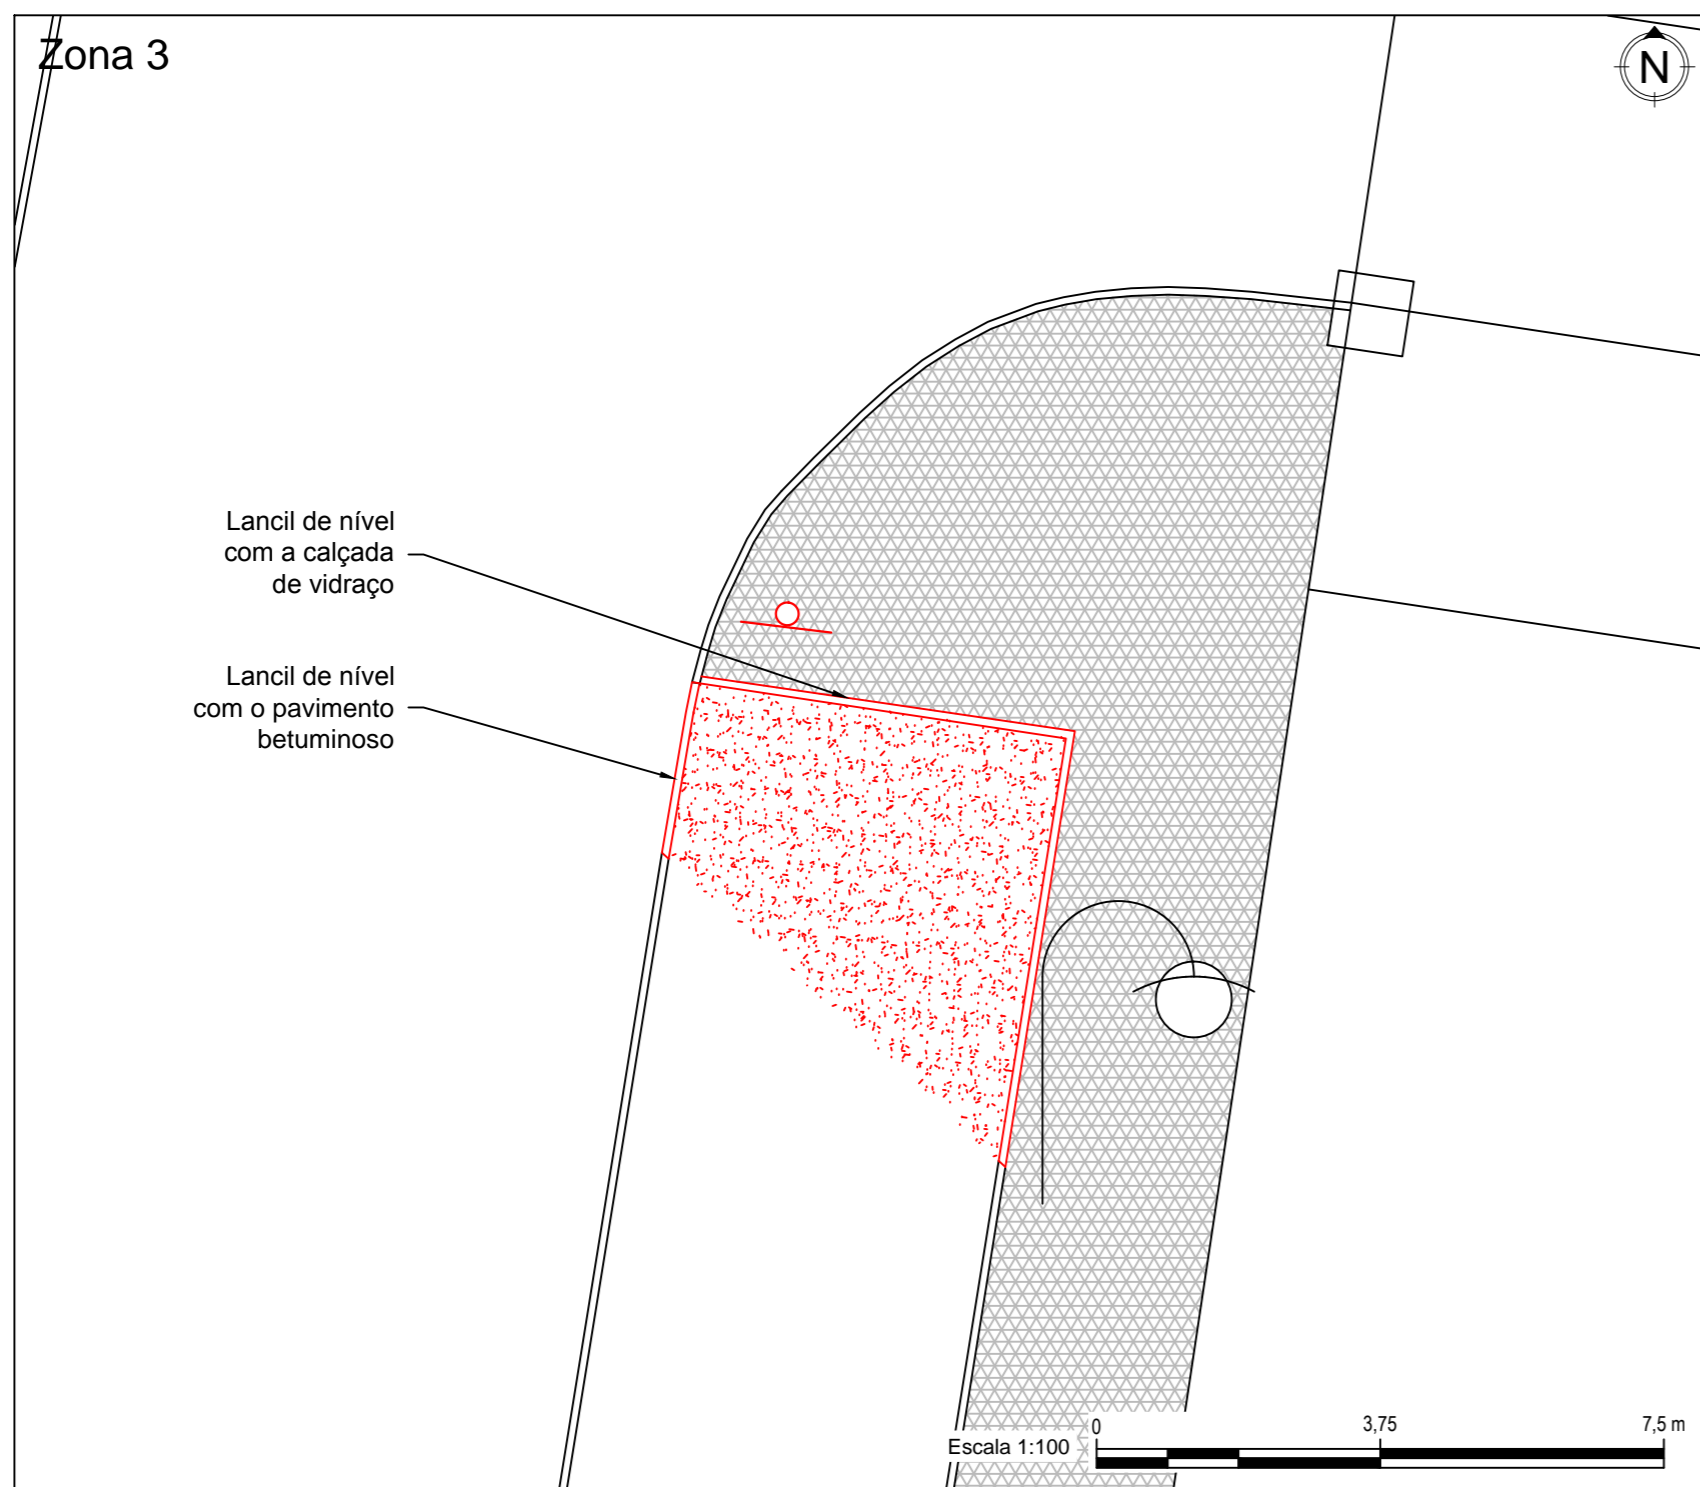 Zona 3
N
Lancil de nível
com a calçada
de vidraço
Lancil de nível
com o pavimento
betuminoso
Escala 1:100
0
3,75
7,5 m